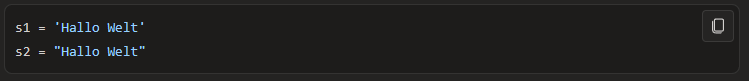 s1 = 'Hallo Welt'
s2 = "Hallo Welt"